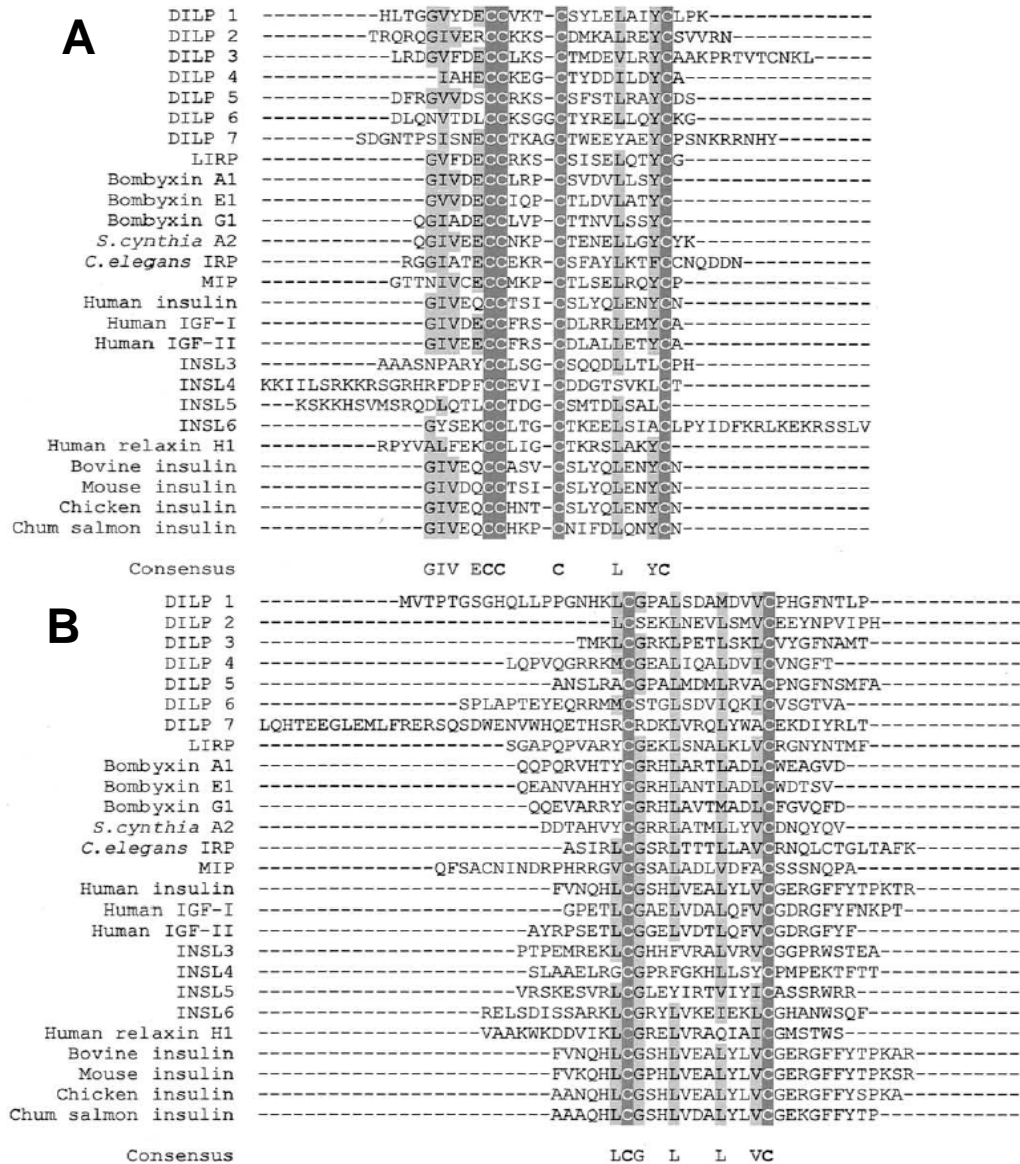 A
DILP 1 ---------------HLTGGVYDECCVKT-CSYLELAIYCLPK----------------
DILP 2 -----------TRQRQGIVERCCKKS-CDMKALREYCSVVRN--------------
DILP 3 -------------LRDGVFDECCLKS-CTMDEVLRYCAAKPRTVTCNKL------
DILP 4 -----------------IAHECCKEG-CTYDDILDYCA------------------
DILP 5 -------------DFRGVVDSCCRKS-CSFSTLRAYCDS-----------------
DILP 6 -------------DLQNVTDLCCKSGGCTYRELLQYCKG-----------------
DILP 7 ----------SDGNTPSISNECCTKAGCTWEEYAEYCPSNKRRNHY---------
LIRP ----------------GVFDECCRKS-CSISELQTYCG------------------
Bombyxin A1 ----------------GIVDECCLRP-CSVDVLLSYC-------------------
Bombyxin E1 ----------------GVVDECCIQP-CTLDVLATYC-------------------
Bombyxin G1 ---------------QGIADECCLVP-CTTNVLSSYC-------------------
S.cynthia A2 ---------------QGIVEECCNKP-CTENELLGYCYK-----------------
C.elegans IRP --------------RGGIATECCEKR-CSFAYLKTFCCNQDDN-------------
MIP -------------GTTNIVCECCMKP-CTLSELRQYCP------------------
Human insulin ----------------GIVEQCCTSI-CSLYQLENYCN------------------
Human IGF-I ----------------GIVDECCFRS-CDLRRLEMYCA------------------
Human IGF-II ----------------GIVEECCFRS-CDLALLETYCA------------------
INSL3 ------------AAASNPARYCCLSG-CSQQDLLTLCPH-----------------
INSL4 KKIILSRKKRSGRHRFDPFCCEVI-CDDGTSVKLCT------------------
INSL5 ---KSKKHSVMSRQDLQTLCCTDG-CSMTDLSALC-------------------
INSL6 ----------------GYSEKCCLTG-CTKEELSIACLPYIDFKRLKEKRSSLV
Human relaxin H1 ------------RPYVALFEKCCLIG-CTKRSLAKYC-------------------
Bovine insulin ----------------GIVEQCCASV-CSLYQLENYCN------------------
Mouse insulin ----------------GIVDQCCTSI-CSLYQLENYCN------------------
Chicken insulin ----------------GIVEQCCHNT-CSLYQLENYCN------------------
Chum salmon insulin ----------------GIVEQCCHKP-CNIFDLQNYCN------------------
Consensus GIV ECC C L YC
B
DILP 1 --------------MVTPTGSGHQLLPPGNHKLCGPALSDAMDVVCPHGFNTLP---------------
DILP 2 -----------------------------------LCSEKLNEVLSMVCEEYNPVIPH--------------
DILP 3 --------------------------------TMKLCGRKLPETLSKLCVYGFNAMT---------------
DILP 4 -------------------------LQPVQGRRKMCGEALIQALDVICVNGFT------------------
DILP 5 -----------------------------ANSLRACGPALMDMLRVACPNGFNSMFA--------------
DILP 6 --------------------SPLAPTEYEQRRMMCSTGLSDVIQKICVSGTVA-----------------
DILP 7 LQHTEEGLEMLFRERSQSDWENVWHQETHSRCRDKLVRQLYWACEKDIYRLT---------------
LIRP -------------------------SGAPQPVARYCGEKLSNALKLVCRGNYNTMF---------------
Bombyxin A1 --------------------------QQPQRVHTYCGRHLARTLADLCWEAGVD-----------------
Bombyxin E1 --------------------------QEANVAHHYCGRHLANTLADLCWDTSV------------------
Bombyxin G1 ---------------------------QQEVARRYCGRHLAVTMADLCFGVQFD-----------------
S.cynthia A2 ----------------------------DDTAHVYCGRRLATMLLYVCDNQYQV-----------------
C.elegans IRP ------------------------------ASIRLCGSRLTTTLLAVCRNQLCTGLTAFK-----------
MIP -----------------QFSACNINDRPHRRGVCGSALADLVDFACSSSNQPA----------------
Human insulin -----------------------------FVNQHLCGSHLVEALYLVCGERGFFYTPKTR-----------
Human IGF-I ------------------------------GPETLCGAELVDALQFVCGDRGFYFNKPT------------
Human IGF-II ---------------------------AYRPSETLCGGELVDTLQFVCGDRGFYF----------------
INSL3 --------------------------PTPEMREKLCGHHFVRALVRVCGGPRWSTEA--------------
INSL4 ---------------------------SLAAELRGCGPRFGKHLLSYCPMPEKTFTT--------------
INSL5 --------------------------VRSKESVRLCGLEYIRTVIYICASSRWRR----------------
INSL6 ----------------------RELSDISSARKLCGRYLVKEIEKLCGHANWSQF---------------
Human relaxin H1 ----------------------VAAKWKDDVIKLCGRELVRAQIAICGMSTWS-----------------
Bovine insulin -----------------------------FVNQHLCGSHLVEALYLVCGERGFFYTPKAR-----------
Mouse insulin -----------------------------FVKQHLCGPHLVEALYLVCGERGFFYTPKSR-----------
Chicken insulin -----------------------------AANQHLCGSHLVEALYLVCGERGFFYSPKA------------
Chum salmon insulin -----------------------------AAAQHLCGSHLVDALYLVCGEKGFFYTP--------------
Consensus LCG L L VC